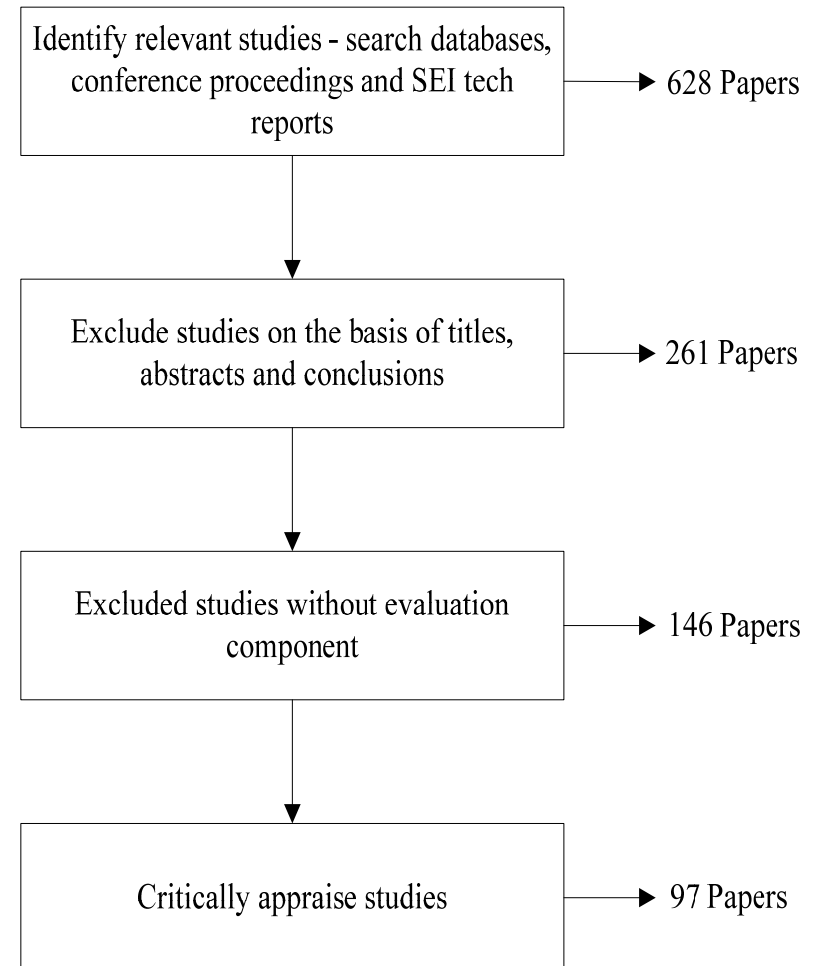 Identify relevant studies - search databases,
conference proceedings and SEI tech
reports
628 Papers
Exclude studies on the basis of titles,
abstracts and conclusions
261 Papers
Excluded studies without evaluation
component
146 Papers
Critically appraise studies
97 Papers